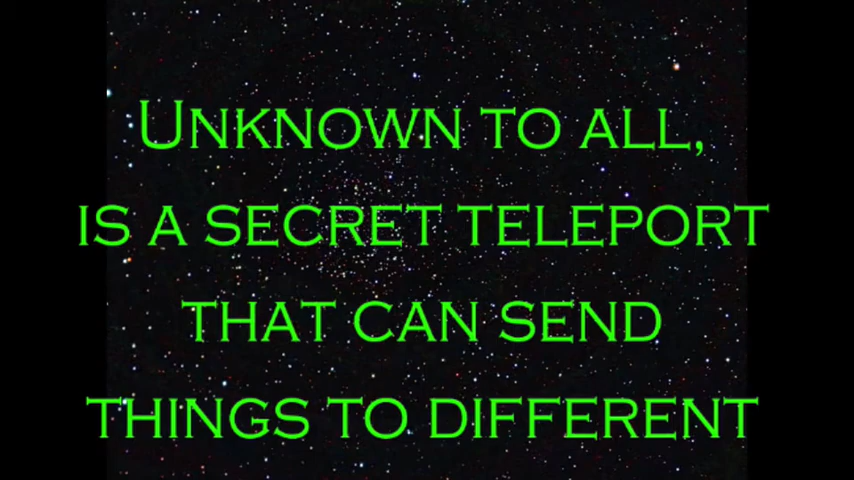 Unknown to all,
is a secret teleport
that can send
things to different